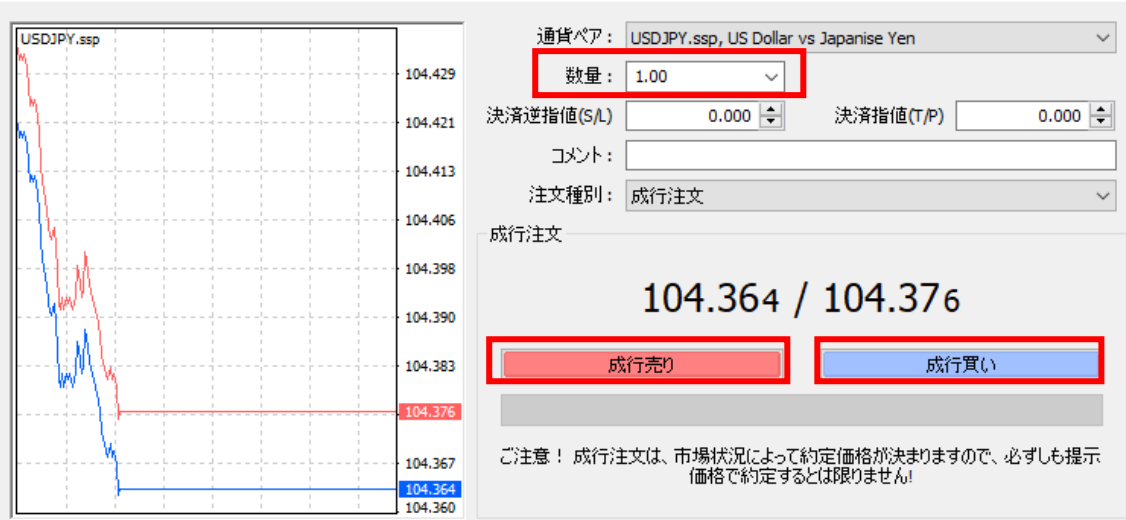 USDJPY.ssp
104.429
104.421
104.413
104.406
104.398
104.390
104.383
104.376
104.367
104.364
104.360
通貨ペア: USDJPY.ssp, US Dollar vs Japanise Yen
数量: 1.00
決済逆指値(S/L) 0.000 決済指値(T/P) 0.000
コメント:
注文種別: 成行注文
成行注文
104.364 / 104.376
成行売り 成行買い
ご注意! 成行注文は、市場状況によって約定価格が決まりますので、必ずしも提示
価格で約定するとは限りません!